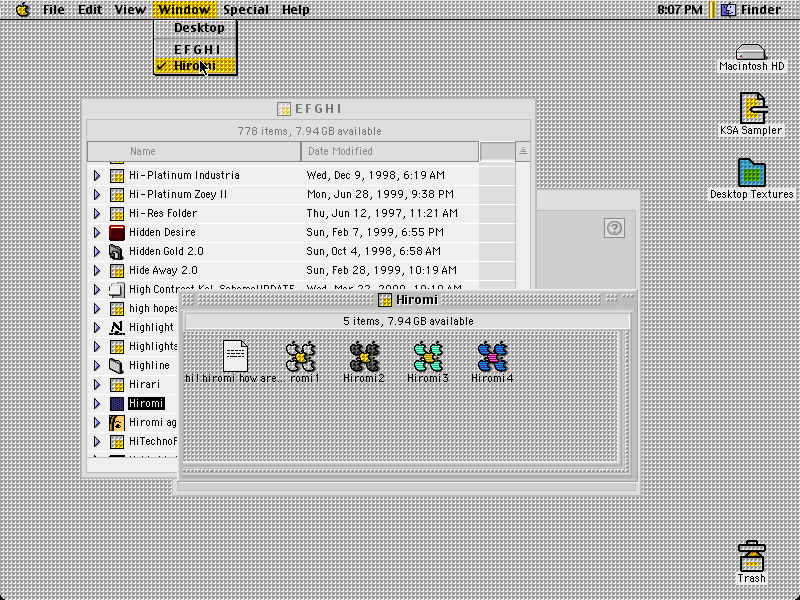 File Edit View Window Special Help 8:07 PM Finder
Desktop
E F G H I
Hiromi
Macintosh HD
KSA Sampler
Desktop Textures
E F G H I
778 items, 7.94 GB available
Name Date Modified
Hi-Platinum Industria Wed, Dec 9, 1998, 6:19 AM
Hi-Platinum Zoey II Mon, Jun 28, 1999, 9:38 PM
Hi-Res Folder Thu, Jun 12, 1997, 11:21 AM
Hidden Desire Sun, Feb 7, 1999, 6:55 PM
Hidden Gold 2.0 Sun, Oct 4, 1998, 6:58 AM
Hide Away 2.0 Sun, Feb 28, 1999, 10:19 AM
High Contrast Kal. SchemeUPDATE Wed, Mar 22, 2000, 10:10 AM
high hopes
Highlight
Highlights
Highline
Hirari
Hiromi
Hiromi ag
HiTechnoF
Hiromi
5 items, 7.94 GB available
hi! hiromi how are... romi1 Hiromi2 Hiromi3 Hiromi4
Trash